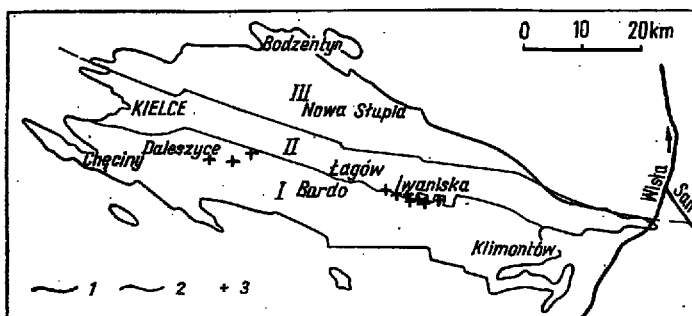 Bodzentyn
0 10 20km
III
Nowa Słupia
KIELCE
II
Daleszyce
Chęciny
Łagów
Iwaniska
I Bardo
Wisła
San
Klimontów
1 2 + 3